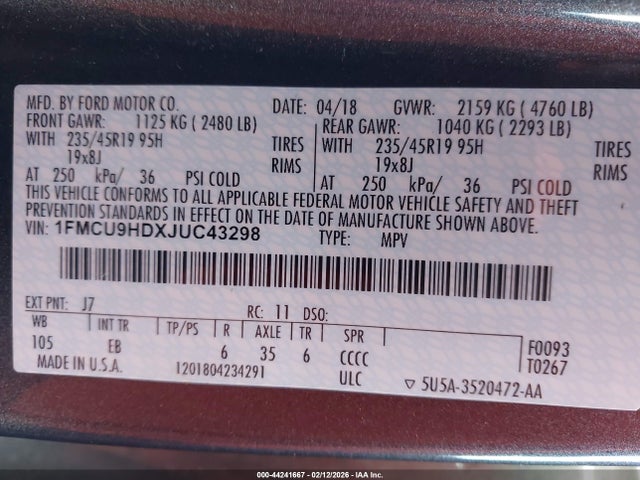 MFD. BY FORD MOTOR CO. DATE: 04/18 GVWR: 2159 KG ( 4760 LB)
FRONT GAWR: 1125 KG ( 2480 LB) REAR GAWR: 1040 KG ( 2293 LB)
WITH 235/45R19 95H TIRES WITH 235/45R19 95H TIRES
19x8J RIMS 19x8J RIMS
AT 250 kPa/ 36 PSI COLD AT 250 kPa/ 36 PSI COLD
THIS VEHICLE CONFORMS TO ALL APPLICABLE FEDERAL MOTOR VEHICLE SAFETY AND THEFT
PREVENTION STANDARDS IN EFFECT ON THE DATE OF MANUFACTURE SHOWN ABOVE.
VIN: 1FMCU9HDXJUC43298 TYPE: MPV
EXT PNT: J7 RC: 11 DSO:
WB INT TR TP/PS R AXLE TR SPR F0093
105 EB 6 35 6 CCCC T0267
MADE IN U.S.A. 1201804234291 ULC ▽ 5U5A-3520472-AA
000-44241667 - 02/12/2026 - IAA Inc.